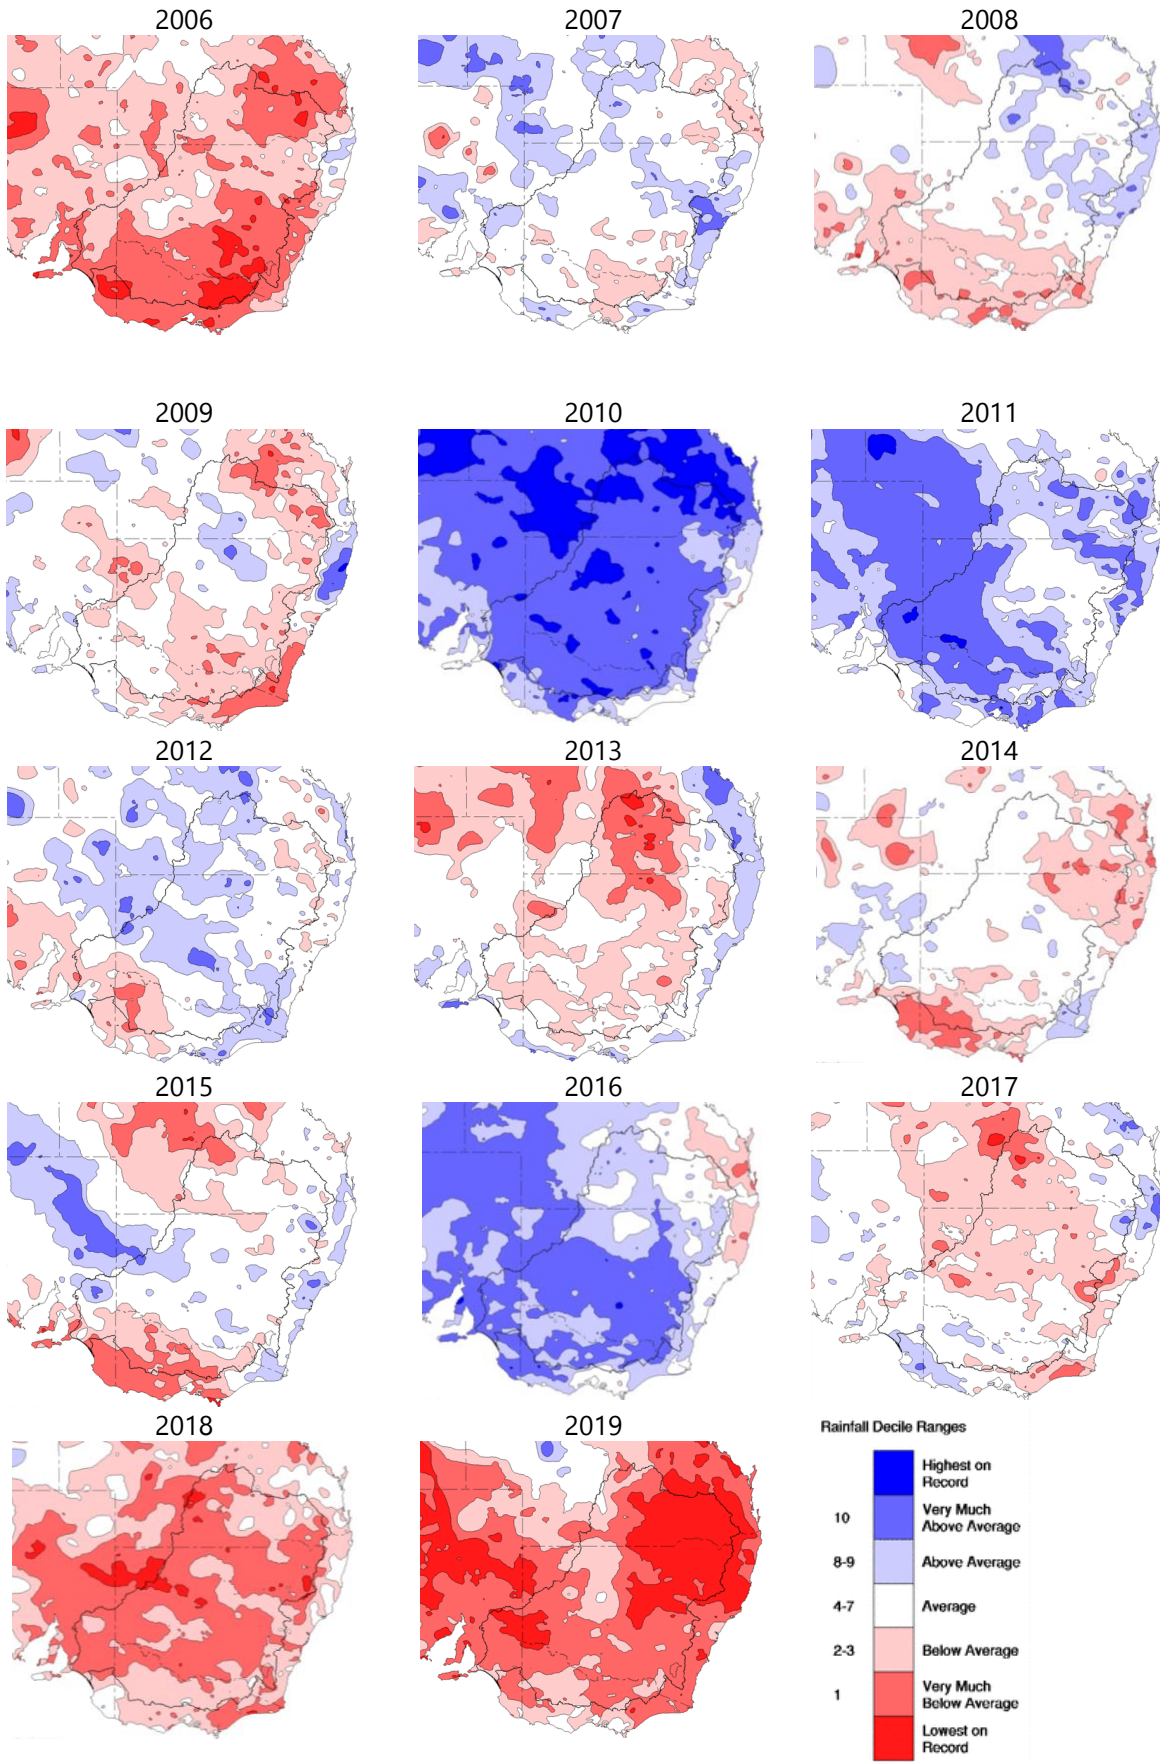 2006
2007
2008
2009
2010
2011
2012
2013
2014
2015
2016
2017
2018
2019
Rainfall Decile Ranges
Highest on
Record
10
Very Much
Above Average
8-9
Above Average
4-7
Average
2-3
Below Average
1
Very Much
Below Average
Lowest on
Record